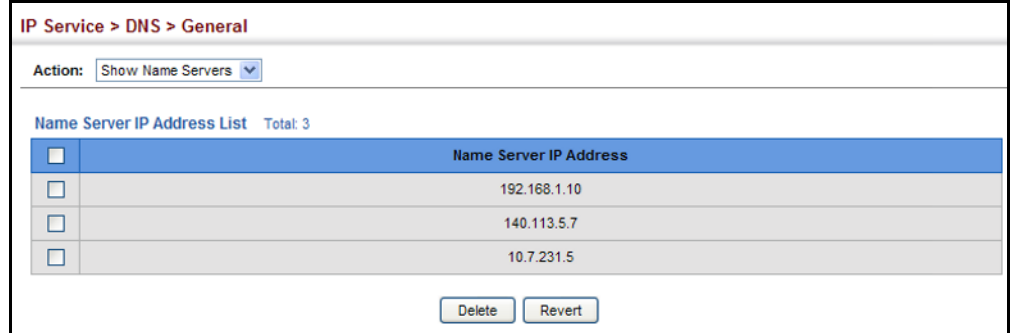 IP Service > DNS > General
Action: Show Name Servers
Name Server IP Address List Total: 3
Name Server IP Address
192.168.1.10
140.113.5.7
10.7.231.5
Delete Revert